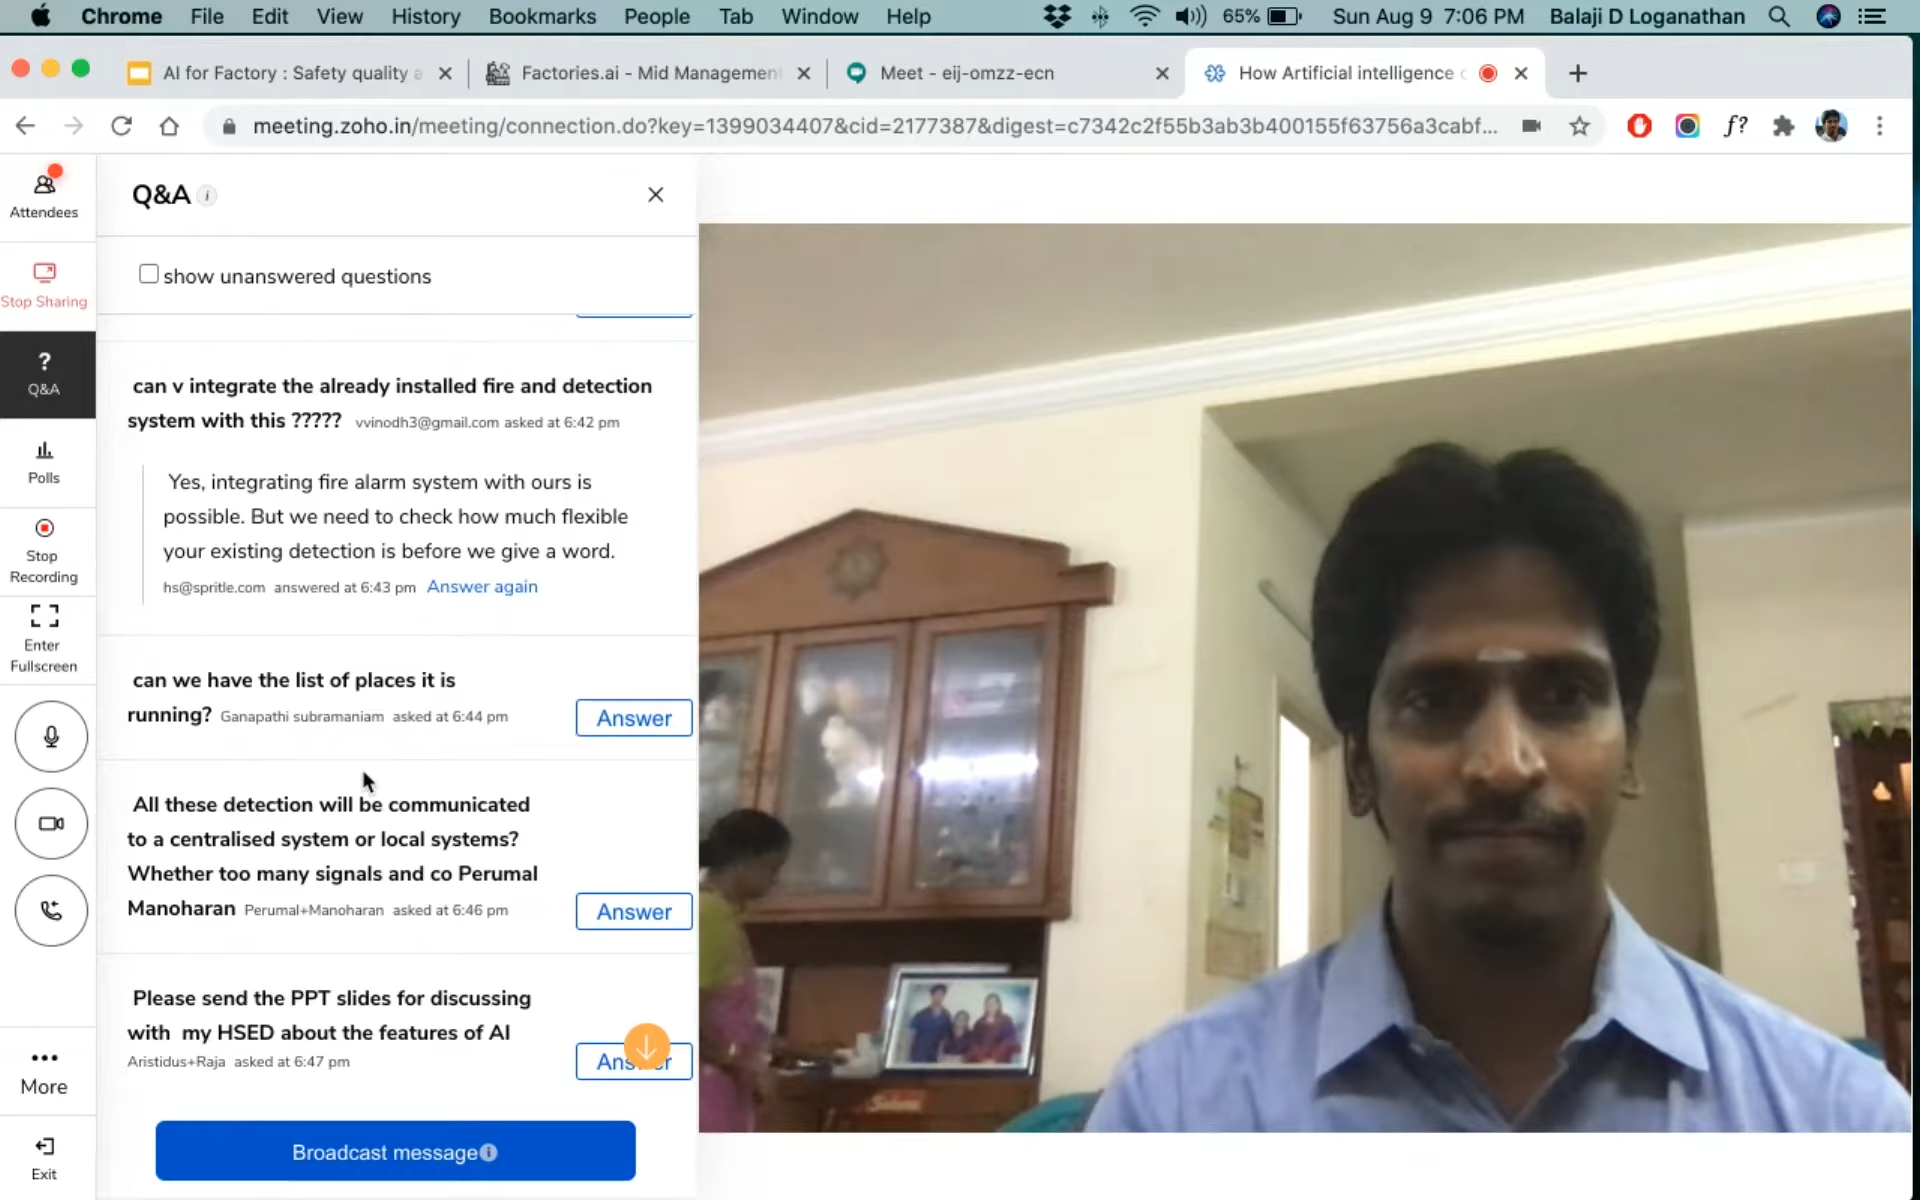 Chrome File Edit View History Bookmarks People Tab Window Help 65% Sun Aug 9 7:06 PM Balaji D Loganathan
AI for Factory : Safety quality a
Factories.ai - Mid Management
Meet - eij-omzz-ecn
How Artificial intelligence c
meeting.zoho.in/meeting/connection.do?key=1399034407&cid=2177387&digest=c7342c2f55b3ab3b400155f63756a3cabf...
f?
Attendees
Stop Sharing
?
Q&A
Polls
Stop
Recording
Enter
Fullscreen
More
Exit
Q&A i
show unanswered questions
can v integrate the already installed fire and detection
system with this ????? vvinodh3@gmail.com asked at 6:42 pm
Yes, integrating fire alarm system with ours is
possible. But we need to check how much flexible
your existing detection is before we give a word.
hs@spritle.com answered at 6:43 pm Answer again
can we have the list of places it is
running? Ganapathi subramaniam asked at 6:44 pm
Answer
All these detection will be communicated
to a centralised system or local systems?
Whether too many signals and co Perumal
Manoharan Perumal+Manoharan asked at 6:46 pm
Answer
Please send the PPT slides for discussing
with my HSED about the features of AI
Aristidus+Raja asked at 6:47 pm
Answer
Broadcast message i